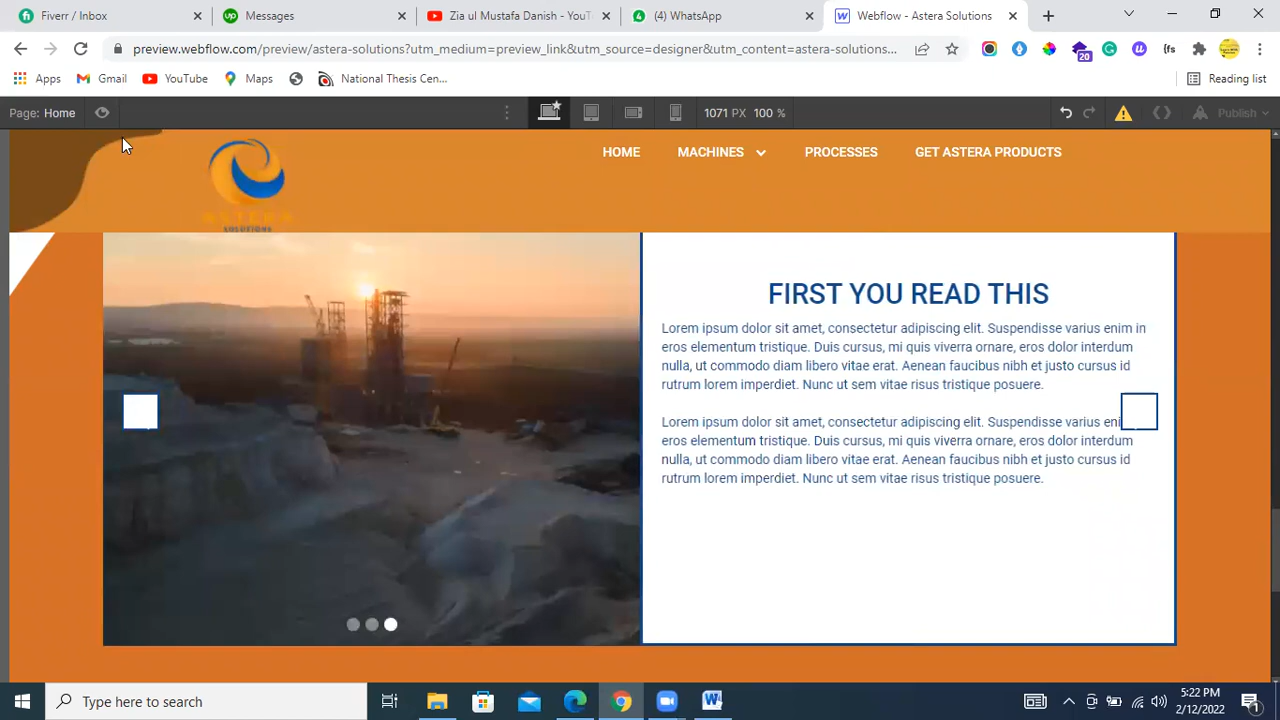 Fiverr / Inbox
Messages
Zia ul Mustafa Danish - YouT
(4) WhatsApp
Webflow - Astera Solutions
preview.webflow.com/preview/astera-solutions?utm_medium=preview_link&utm_source=designer&utm_content=astera-solutions...
20
Apps
Gmail
YouTube
Maps
National Thesis Cen...
Reading list
Page: Home
1071 PX 100 %
Publish
ASTERA
SOLUTIONS
HOME
MACHINES
PROCESSES
GET ASTERA PRODUCTS
FIRST YOU READ THIS
Lorem ipsum dolor sit amet, consectetur adipiscing elit. Suspendisse varius enim in
eros elementum tristique. Duis cursus, mi quis viverra ornare, eros dolor interdum
nulla, ut commodo diam libero vitae erat. Aenean faucibus nibh et justo cursus id
rutrum lorem imperdiet. Nunc ut sem vitae risus tristique posuere.
Lorem ipsum dolor sit amet, consectetur adipiscing elit. Suspendisse varius eni
eros elementum tristique. Duis cursus, mi quis viverra ornare, eros dolor interdum
nulla, ut commodo diam libero vitae erat. Aenean faucibus nibh et justo cursus id
rutrum lorem imperdiet. Nunc ut sem vitae risus tristique posuere.
Type here to search
5:22 PM
2/12/2022
1